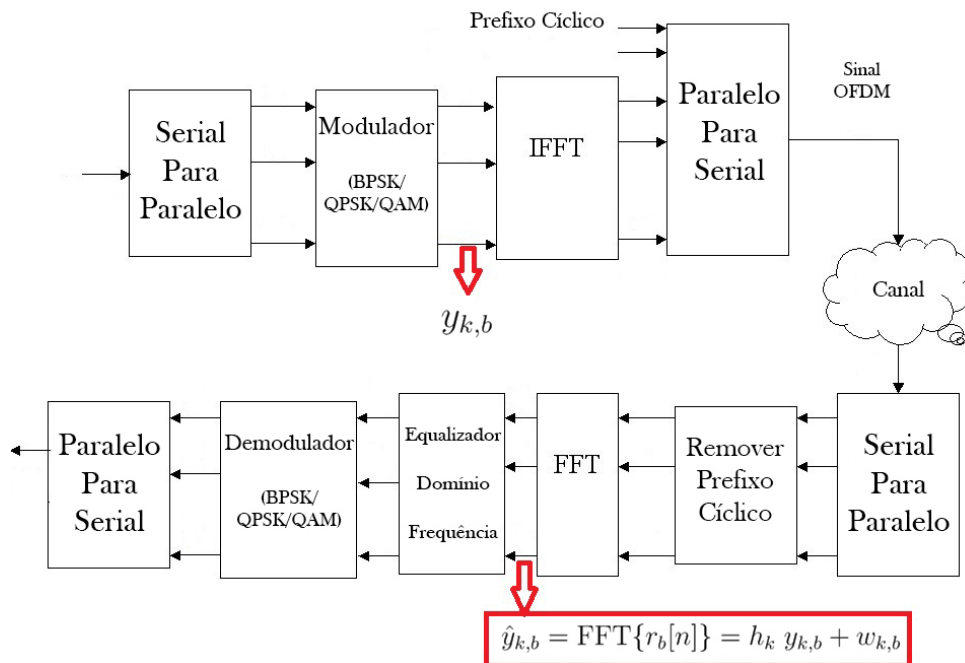 Prefixo Cíclico
Serial
Para
Paralelo
Modulador
(BPSK/
QPSK/QAM)
IFFT
Paralelo
Para
Serial
Sinal
OFDM
Canal
$y_{k,b}$
Paralelo
Para
Serial
Demodulador
(BPSK/
QPSK/QAM)
Equalizador
Domínio
Frequência
FFT
Remover
Prefixo
Cíclico
Serial
Para
Paralelo
$\hat{y}_{k,b} = \text{FFT}\{r_b[n]\} = h_k \; y_{k,b} + w_{k,b}$